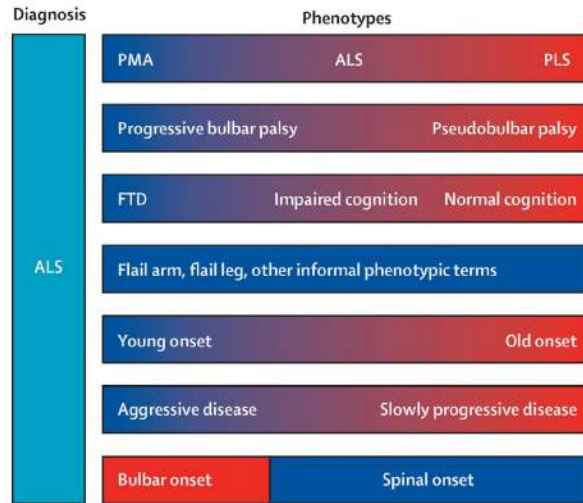 Diagnosis
Phenotypes
ALS
PMA ALS PLS
Progressive bulbar palsy Pseudobulbar palsy
FTD Impaired cognition Normal cognition
Flail arm, flail leg, other informal phenotypic terms
Young onset Old onset
Aggressive disease Slowly progressive disease
Bulbar onset Spinal onset